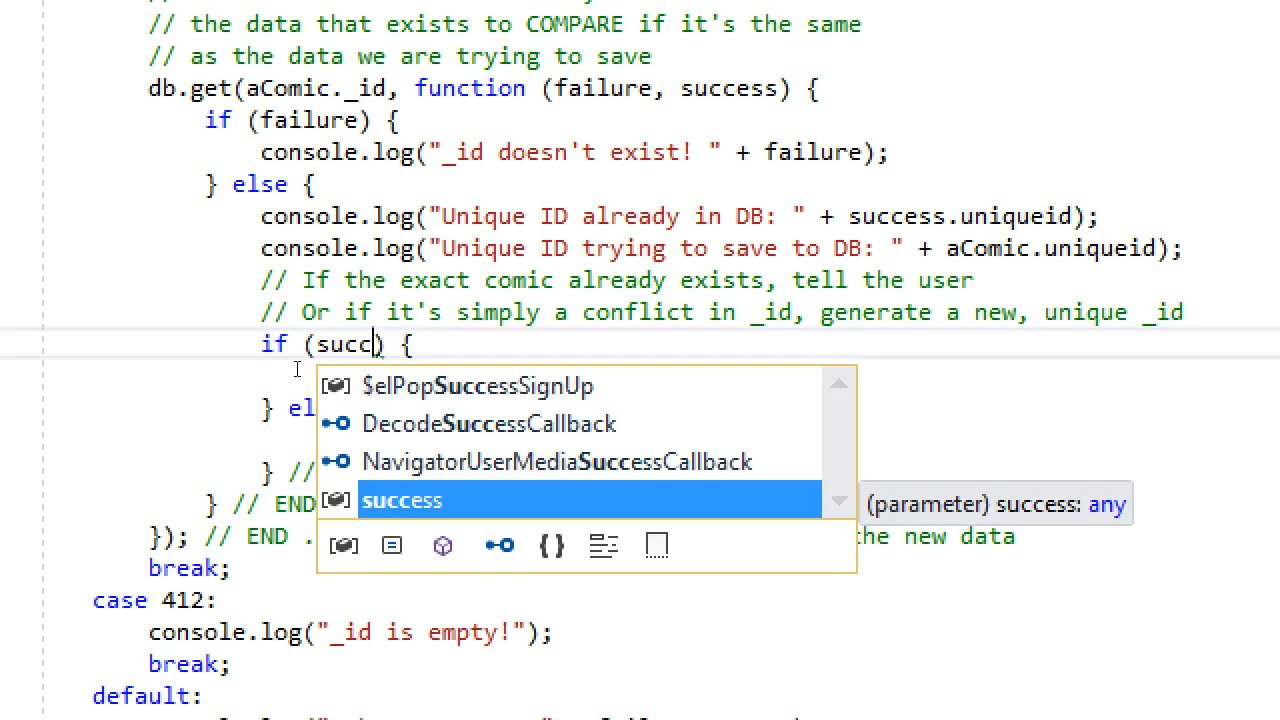 // the data that exists to COMPARE if it's the same
// as the data we are trying to save
db.get(aComic._id, function (failure, success) {
if (failure) {
console.log("_id doesn't exist! " + failure);
} else {
console.log("Unique ID already in DB: " + success.uniqueid);
console.log("Unique ID trying to save to DB: " + aComic.uniqueid);
// If the exact comic already exists, tell the user
// Or if it's simply a conflict in _id, generate a new, unique _id
if (succ) {
$elPopSuccessSignUp
} el
DecodeSuccessCallback
NavigatorUserMediaSuccessCallback
} //
success
(parameter) success: any
} // END
}); // END . the new data
break;
case 412:
console.log("_id is empty!");
break;
default: